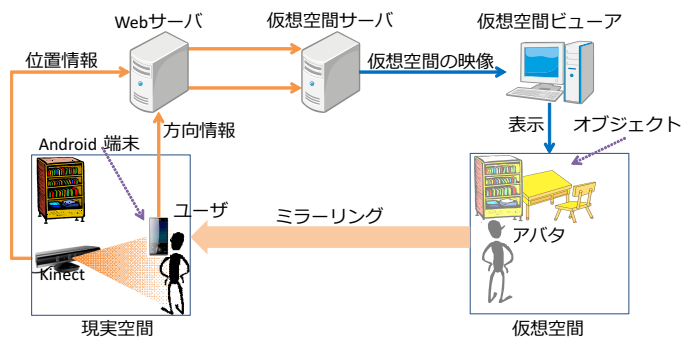 Webサーバ
仮想空間サーバ
仮想空間ビューア
位置情報
仮想空間の映像
方向情報
表示
オブジェクト
Android 端末
ユーザ
ミラーリング
アバタ
Kinect
現実空間
仮想空間